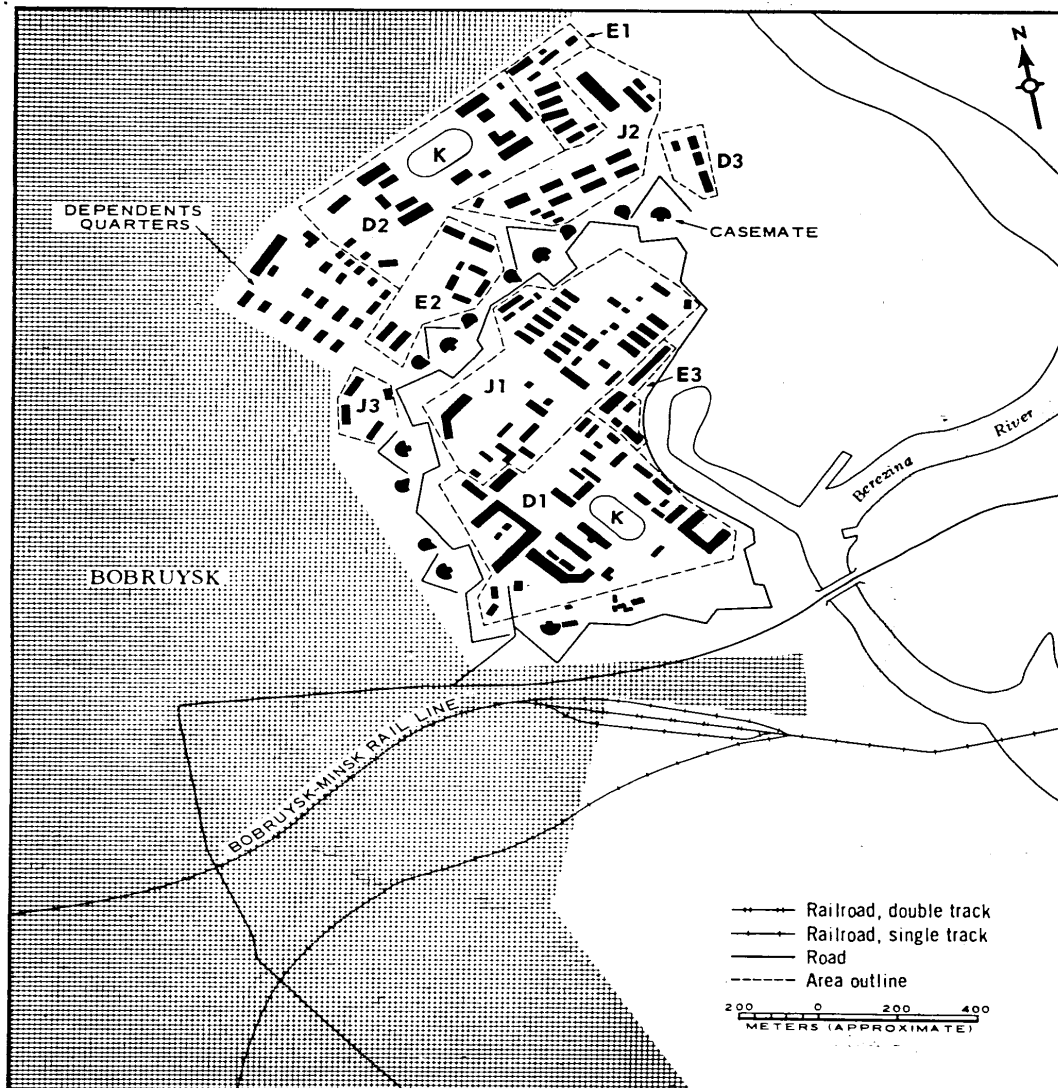 E1
N
J2
K
D3
DEPENDENTS
QUARTERS
D2
CASEMATE
E2
E3
J1
J3
River
Berezina
D1
K
BOBRUYSK
BOBRUYSK-MINSK RAIL LINE
Railroad, double track
Railroad, single track
Road
Area outline
200 0 200 400
METERS (APPROXIMATE)